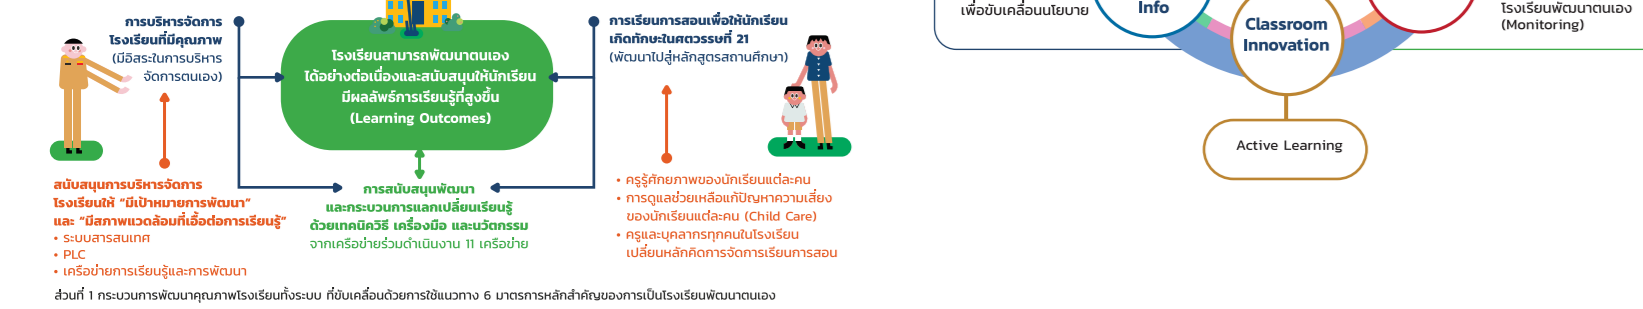 การบริหารจัดการ
โรงเรียนที่มีคุณภาพ
(มีอิสระในการบริหาร
จัดการตนเอง)
โรงเรียนสามารถพัฒนาตนเอง
ได้อย่างต่อเนื่องและสนับสนุนให้นักเรียน
มีผลลัพธ์การเรียนรู้ที่สูงขึ้น
(Learning Outcomes)
การเรียนการสอนเพื่อให้นักเรียน
เกิดทักษะในศตวรรษที่ 21
(พัฒนาไปสู่หลักสูตรสถานศึกษา)
สนับสนุนการบริหารจัดการ
โรงเรียนให้ “มีเป้าหมายการพัฒนา”
และ “มีสภาพแวดล้อมที่เอื้อต่อการเรียนรู้”
• ระบบสารสนเทศ
• PLC
• เครือข่ายการเรียนรู้และการพัฒนา
การสนับสนุนพัฒนา
และกระบวนการแลกเปลี่ยนเรียนรู้
ด้วยเทคนิควิธี เครื่องมือ และนวัตกรรม
จากเครือข่ายร่วมดำเนินงาน 11 เครือข่าย
• ครูรู้ศักยภาพของนักเรียนแต่ละคน
• การดูแลช่วยเหลือแก้ปัญหาความเสี่ยง
ของนักเรียนแต่ละคน (Child Care)
• ครูและบุคลากรทุกคนในโรงเรียน
เปลี่ยนหลักคิดการจัดการเรียนการสอน
ส่วนที่ 1 กระบวนการพัฒนาคุณภาพโรงเรียนทั้งระบบ ที่ขับเคลื่อนด้วยการใช้แนวทาง 6 มาตรการหลักสำคัญของการเป็นโรงเรียนพัฒนาตนเอง
เพื่อขับเคลื่อนนโยบาย
Info
Classroom
Innovation
โรงเรียนพัฒนาตนเอง
(Monitoring)
Active Learning